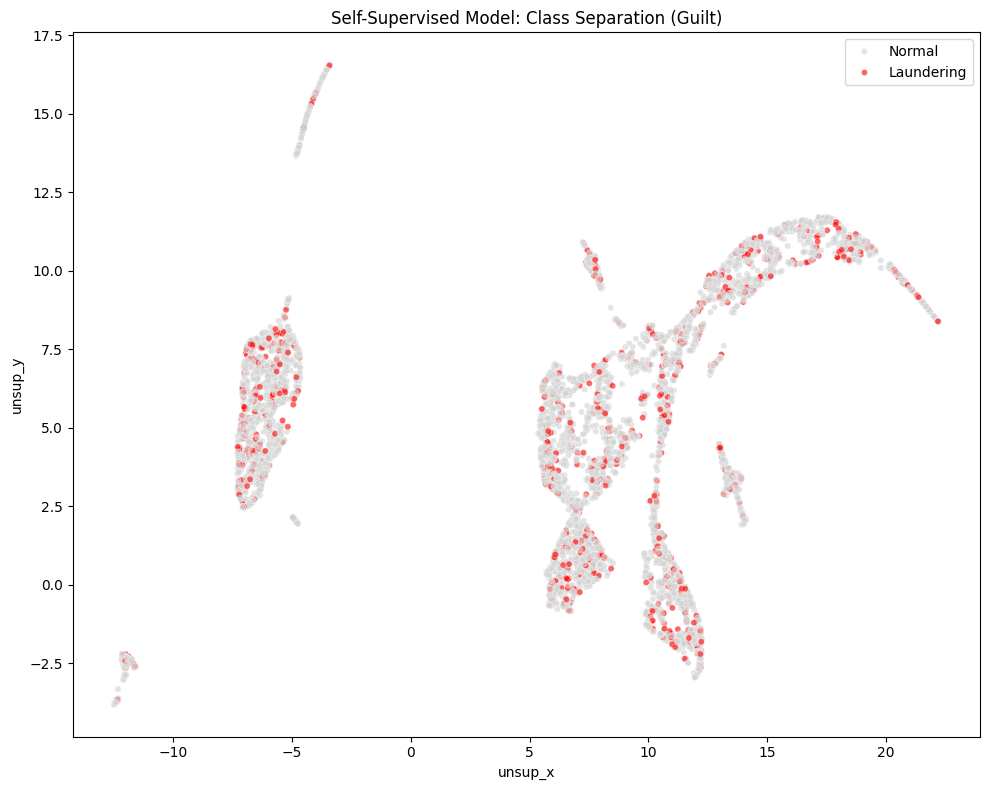 Self-Supervised Model: Class Separation (Guilt)
Normal
Laundering
17.5
15.0
12.5
10.0
7.5
5.0
2.5
0.0
−2.5
unsup_y
−10 −5 0 5 10 15 20
unsup_x